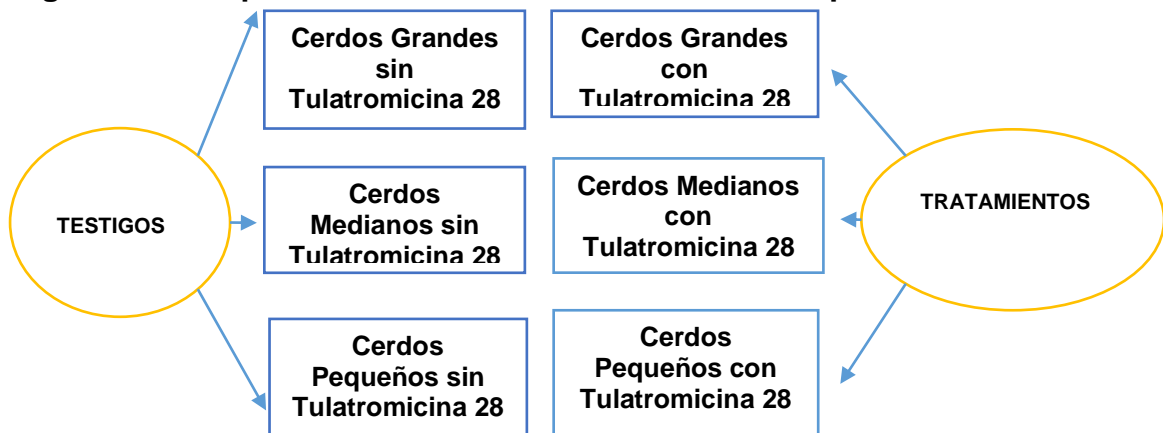 Cerdos Grandes
sin
Tulatromicina 28
Cerdos Grandes
con
Tulatromicina 28
TESTIGOS
Cerdos
Medianos sin
Tulatromicina 28
Cerdos Medianos
con
Tulatromicina 28
TRATAMIENTOS
Cerdos
Pequeños sin
Tulatromicina 28
Cerdos
Pequeños con
Tulatromicina 28